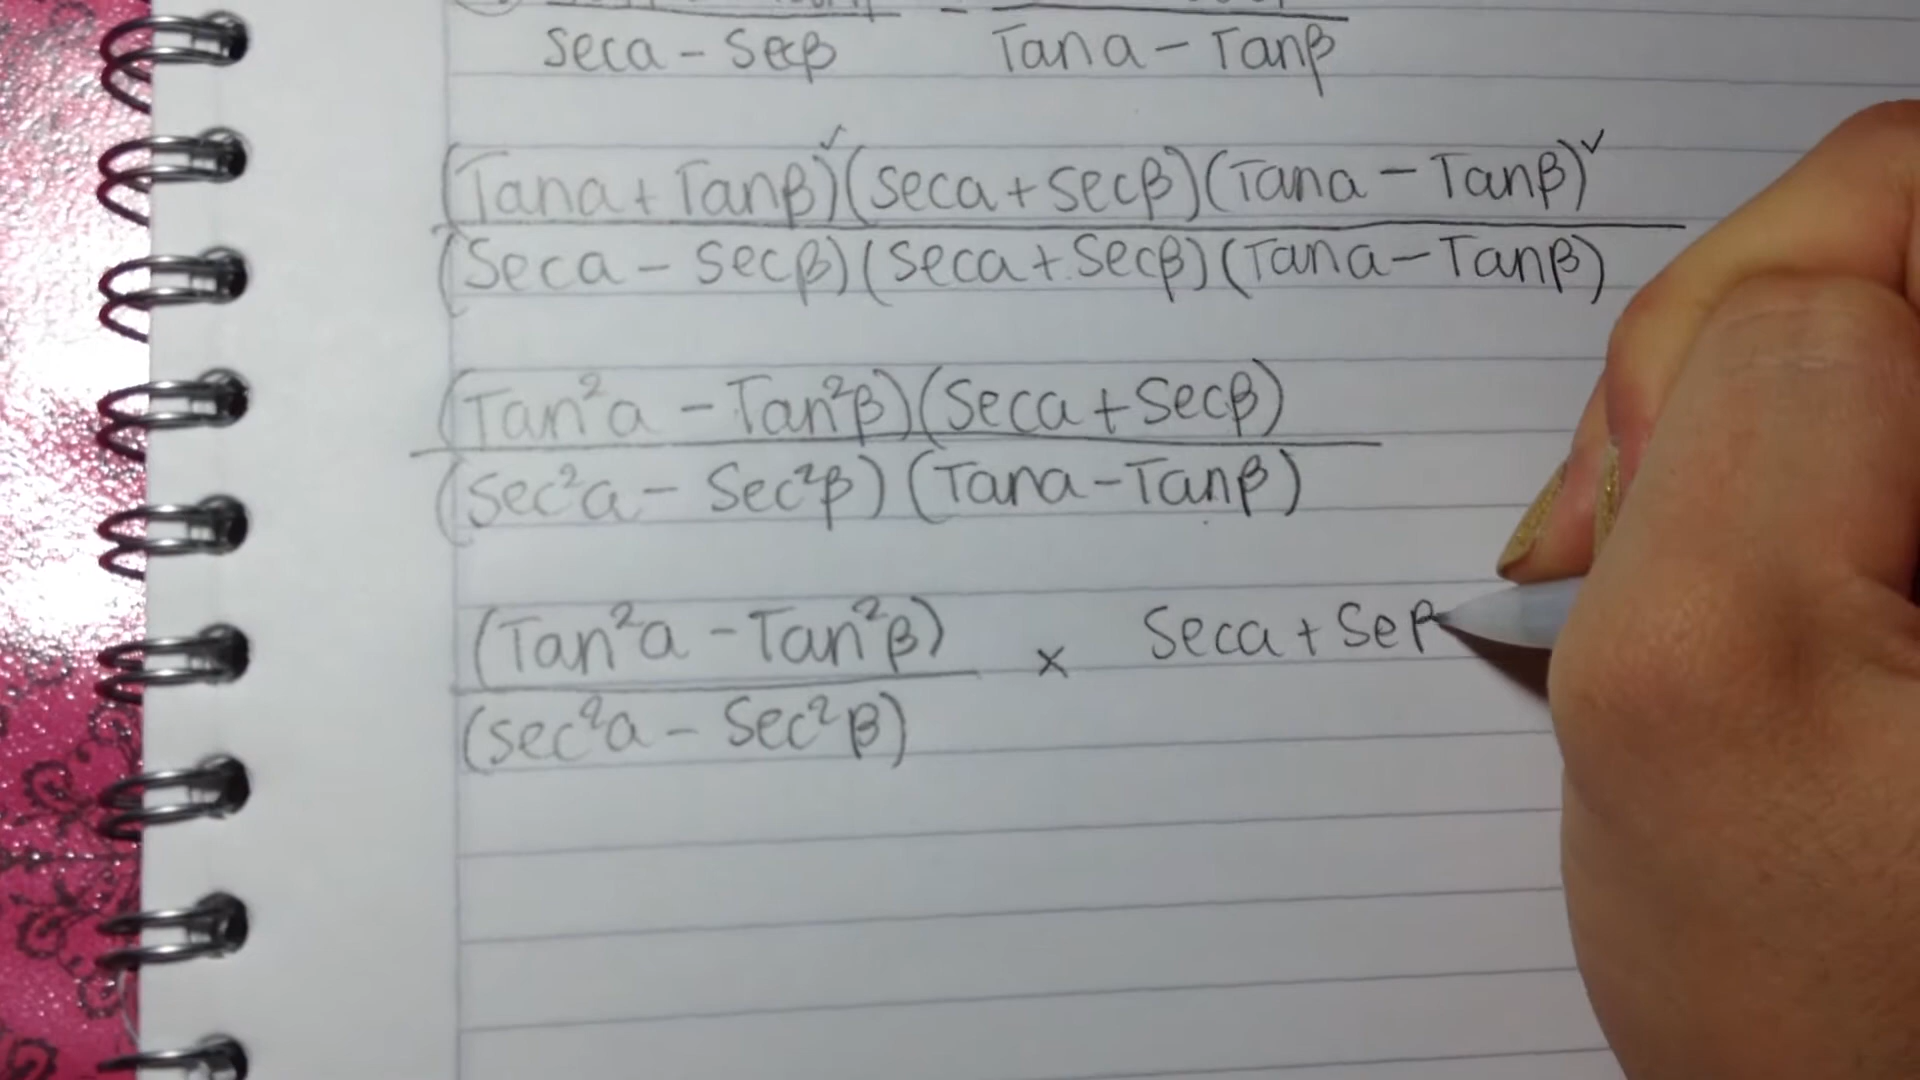 Seca - Secβ - Tana - Tanβ
(Tana + Tanβ)✓(Seca + Secβ)(Tana - Tanβ)✓
(Seca - Secβ)(Seca + Secβ)(Tana - Tanβ)
(Tan²a - Tan²β)(Seca + Secβ)
(Sec²a - Sec²β)(Tana - Tanβ)
(Tan²a - Tan²β) × Seca + Seβ
(sec²a - Sec²β)